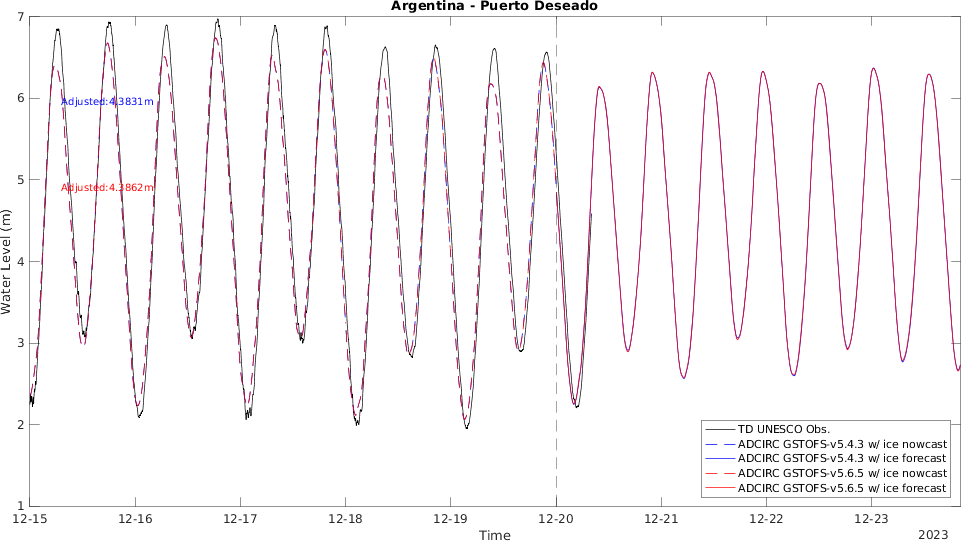 Argentina - Puerto Deseado
7
6
5
4
3
2
1
Water Level (m)
Adjusted:4.3831m
Adjusted:4.3862m
TD UNESCO Obs.
ADCIRC GSTOFS-v5.4.3 w/ ice nowcast
ADCIRC GSTOFS-v5.4.3 w/ ice forecast
ADCIRC GSTOFS-v5.6.5 w/ ice nowcast
ADCIRC GSTOFS-v5.6.5 w/ ice forecast
12-15 12-16 12-17 12-18 12-19 12-20 12-21 12-22 12-23
Time
2023